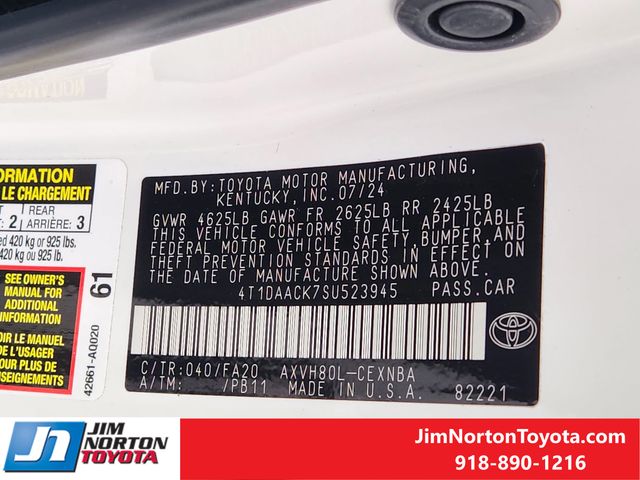 FORMATION
LE CHARGEMENT
2 REAR
ARRIÈRE: 3
420 kg or 925 lbs.
420 kg ou 925 lb.
SEE OWNER'S
MANUAL FOR
ADDITIONAL
INFORMATION
LE MANUEL
DE L'USAGER
POUR PLUS DE
61
42661-A0020
MFD.BY: TOYOTA MOTOR MANUFACTURING,
KENTUCKY, INC. 07/24
GVWR 4625LB GAWR FR 2625LB RR 2425LB
THIS VEHICLE CONFORMS TO ALL APPLICABLE
FEDERAL MOTOR VEHICLE SAFETY, BUMPER, AND
THEFT PREVENTION STANDARDS IN EFFECT ON
THE DATE OF MANUFACTURE SHOWN ABOVE.
4T1DAACK7SU523945 PASS.CAR
C/TR: 040/FA20 AXVH80L-CEXNBA
A/TM: /PB11 MADE IN U.S.A. 82221
JIM
NORTON
TOYOTA
JimNortonToyota.com
918-890-1216